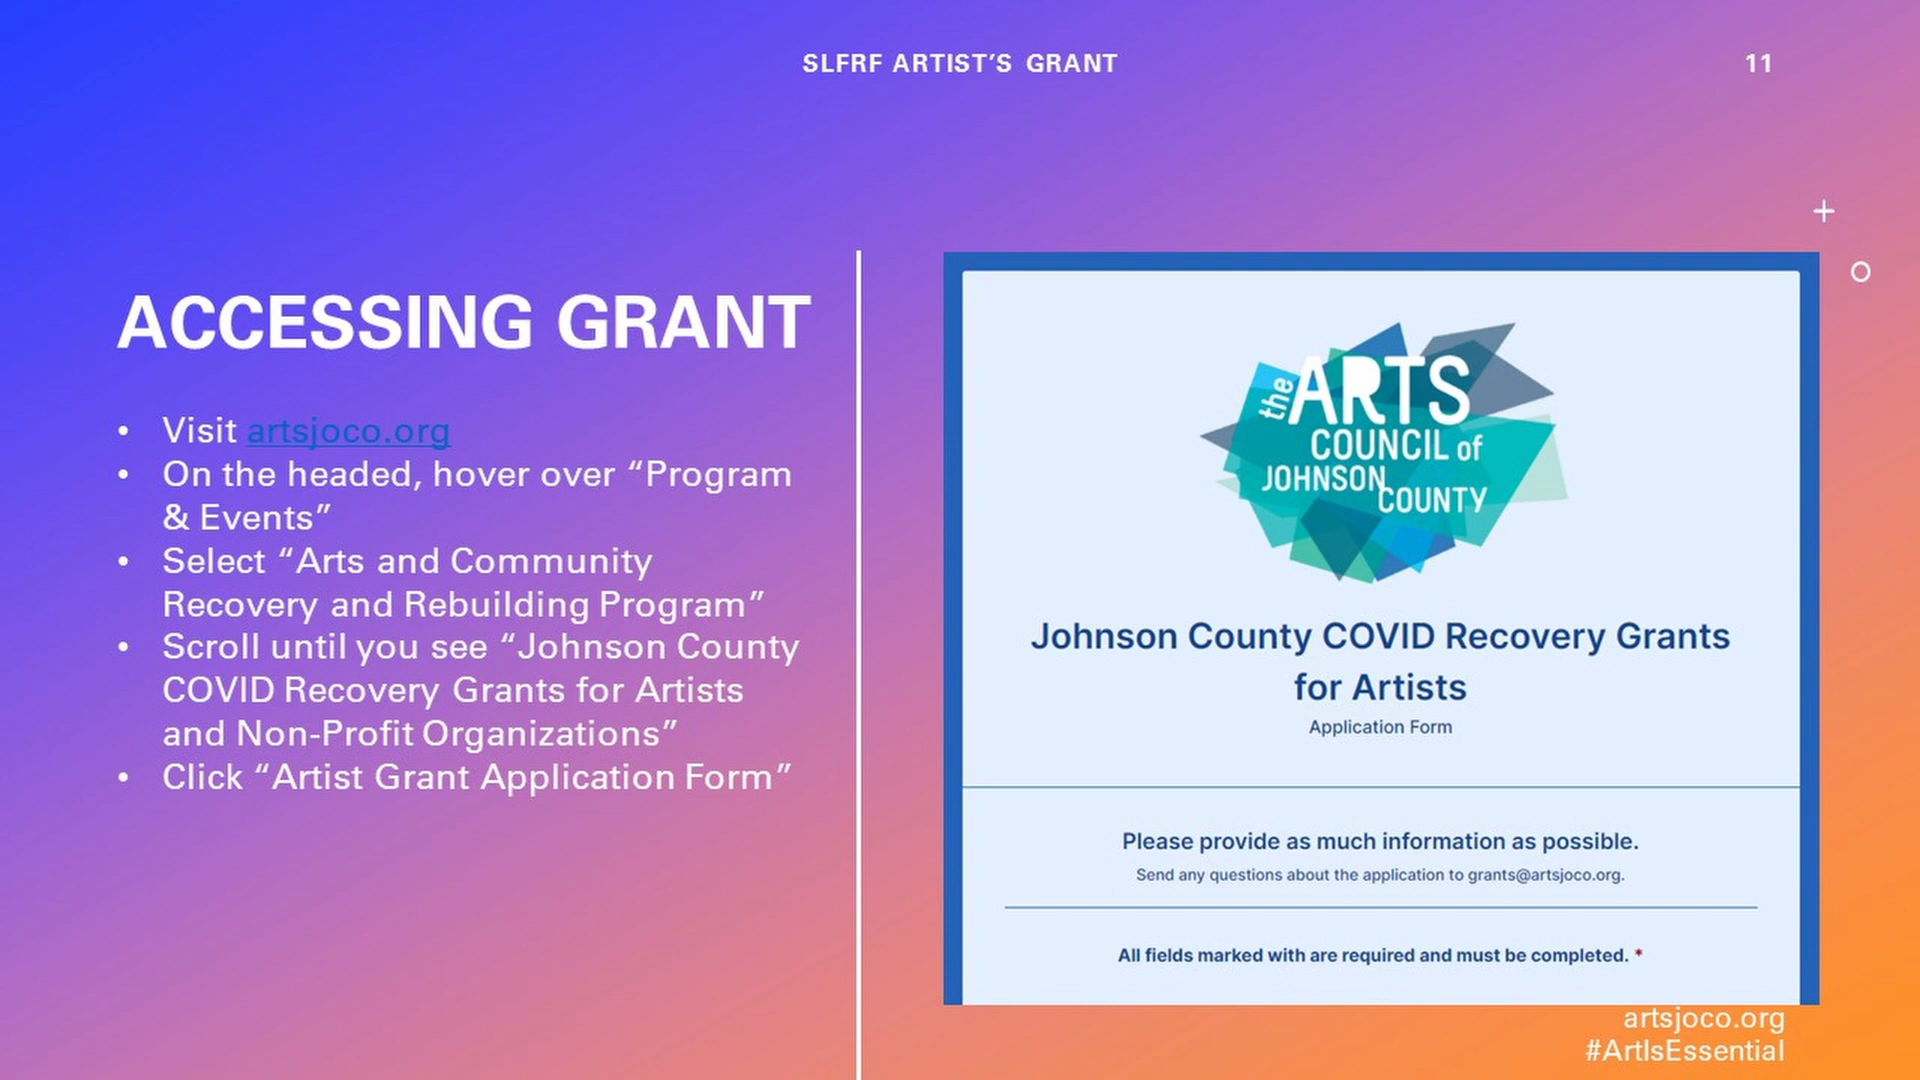 SLFRF ARTIST’S GRANT
11
ACCESSING GRANT
• Visit artsjoco.org
• On the headed, hover over “Program
& Events”
• Select “Arts and Community
Recovery and Rebuilding Program”
• Scroll until you see “Johnson County
COVID Recovery Grants for Artists
and Non-Profit Organizations”
• Click “Artist Grant Application Form”
the ARTS
COUNCIL of
JOHNSON
COUNTY
Johnson County COVID Recovery Grants
for Artists
Application Form
Please provide as much information as possible.
Send any questions about the application to grants@artsjoco.org.
All fields marked with are required and must be completed. *
artsjoco.org
#ArtIsEssential